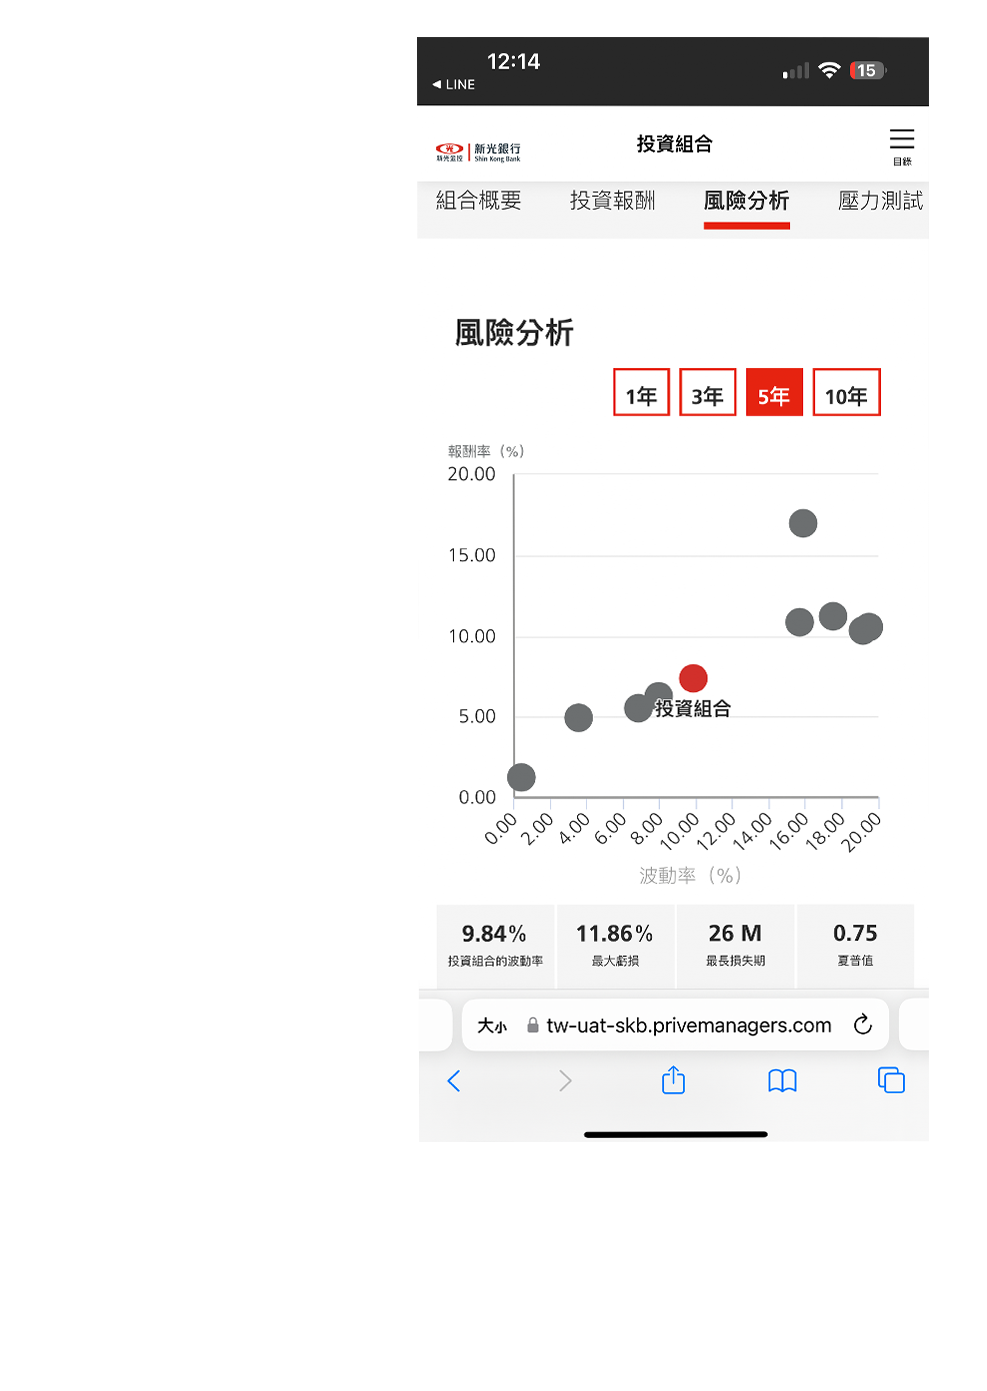 12:14
◀ LINE
15
新光金控
新光銀行
Shin Kong Bank
投資組合
目錄
組合概要 投資報酬 風險分析 壓力測試
風險分析
1年 3年 5年 10年
報酬率（%）
20.00
15.00
10.00
5.00
0.00
投資組合
0.00 2.00 4.00 6.00 8.00 10.00 12.00 14.00 16.00 18.00 20.00
波動率（%）
9.84% 11.86% 26 M 0.75
投資組合的波動率 最大虧損 最長損失期 夏普值
大小 tw-uat-skb.privemanagers.com